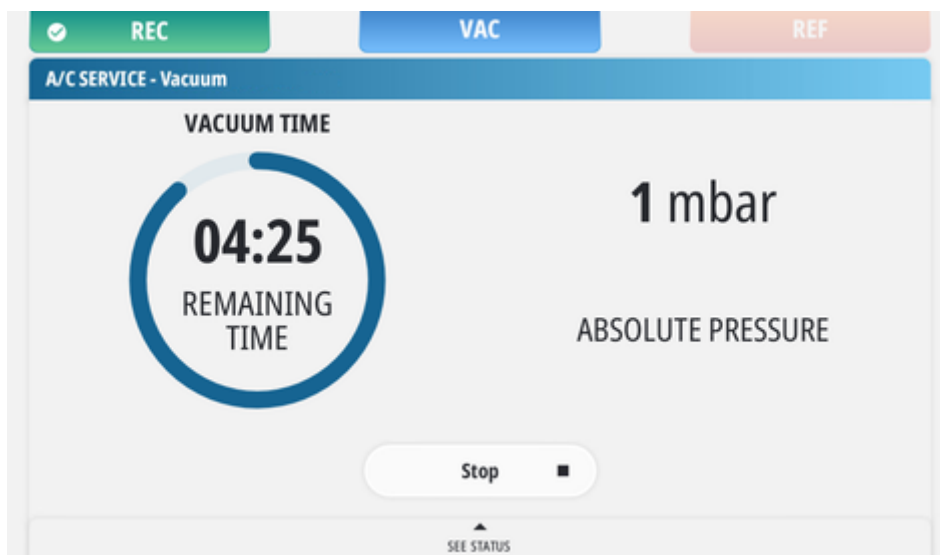 REC
VAC
REF
A/C SERVICE - Vacuum
VACUUM TIME
04:25
REMAINING
TIME
1 mbar
ABSOLUTE PRESSURE
Stop
SEE STATUS